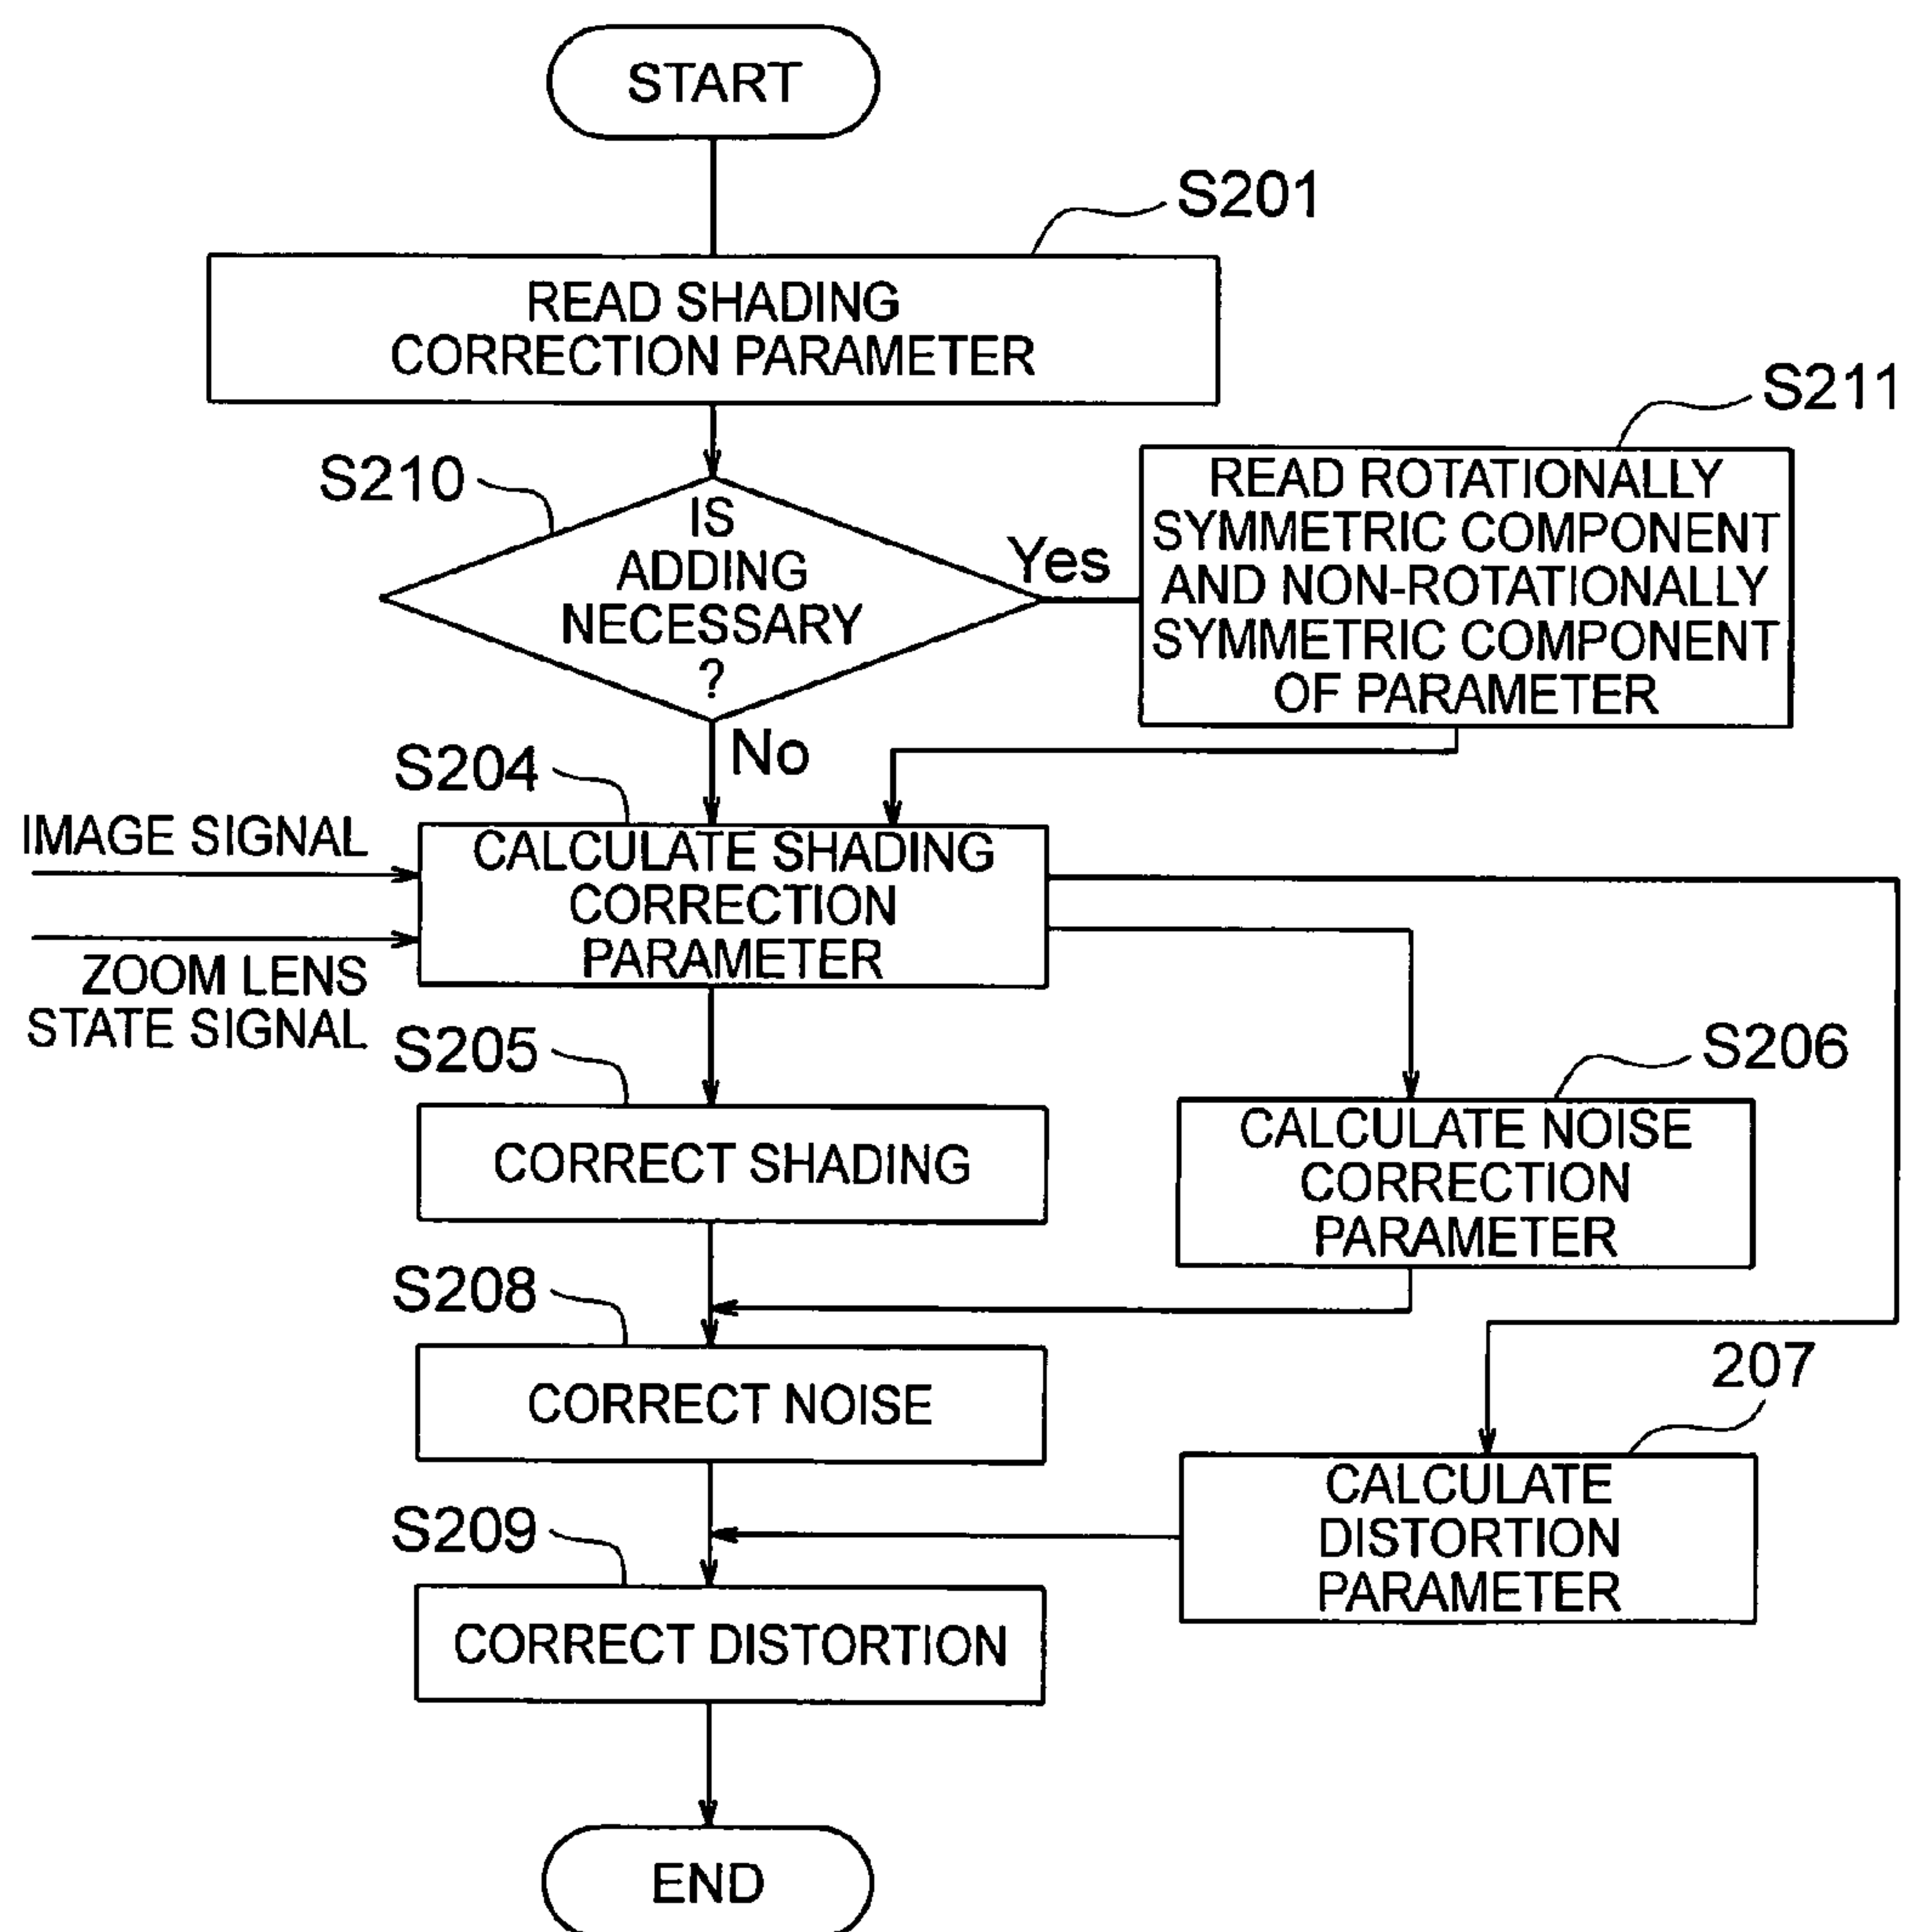 START
S201
READ SHADING
CORRECTION PARAMETER
S211
S210
IS
ADDING
NECESSARY
?
Yes
READ ROTATIONALLY
SYMMETRIC COMPONENT
AND NON-ROTATIONALLY
SYMMETRIC COMPONENT
OF PARAMETER
No
S204
IMAGE SIGNAL
ZOOM LENS
STATE SIGNAL
CALCULATE SHADING
CORRECTION
PARAMETER
S205
CORRECT SHADING
S206
CALCULATE NOISE
CORRECTION
PARAMETER
S208
CORRECT NOISE
207
CALCULATE
DISTORTION
PARAMETER
S209
CORRECT DISTORTION
END